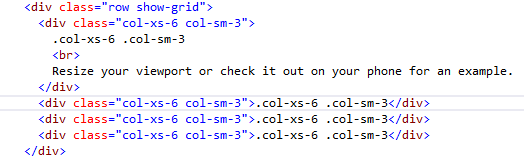 <div class="row show-grid">
<div class="col-xs-6 col-sm-3">
.col-xs-6 .col-sm-3
<br>
Resize your viewport or check it out on your phone for an example.
</div>
<div class="col-xs-6 col-sm-3">.col-xs-6 .col-sm-3</div>
<div class="col-xs-6 col-sm-3">.col-xs-6 .col-sm-3</div>
<div class="col-xs-6 col-sm-3">.col-xs-6 .col-sm-3</div>
</div>